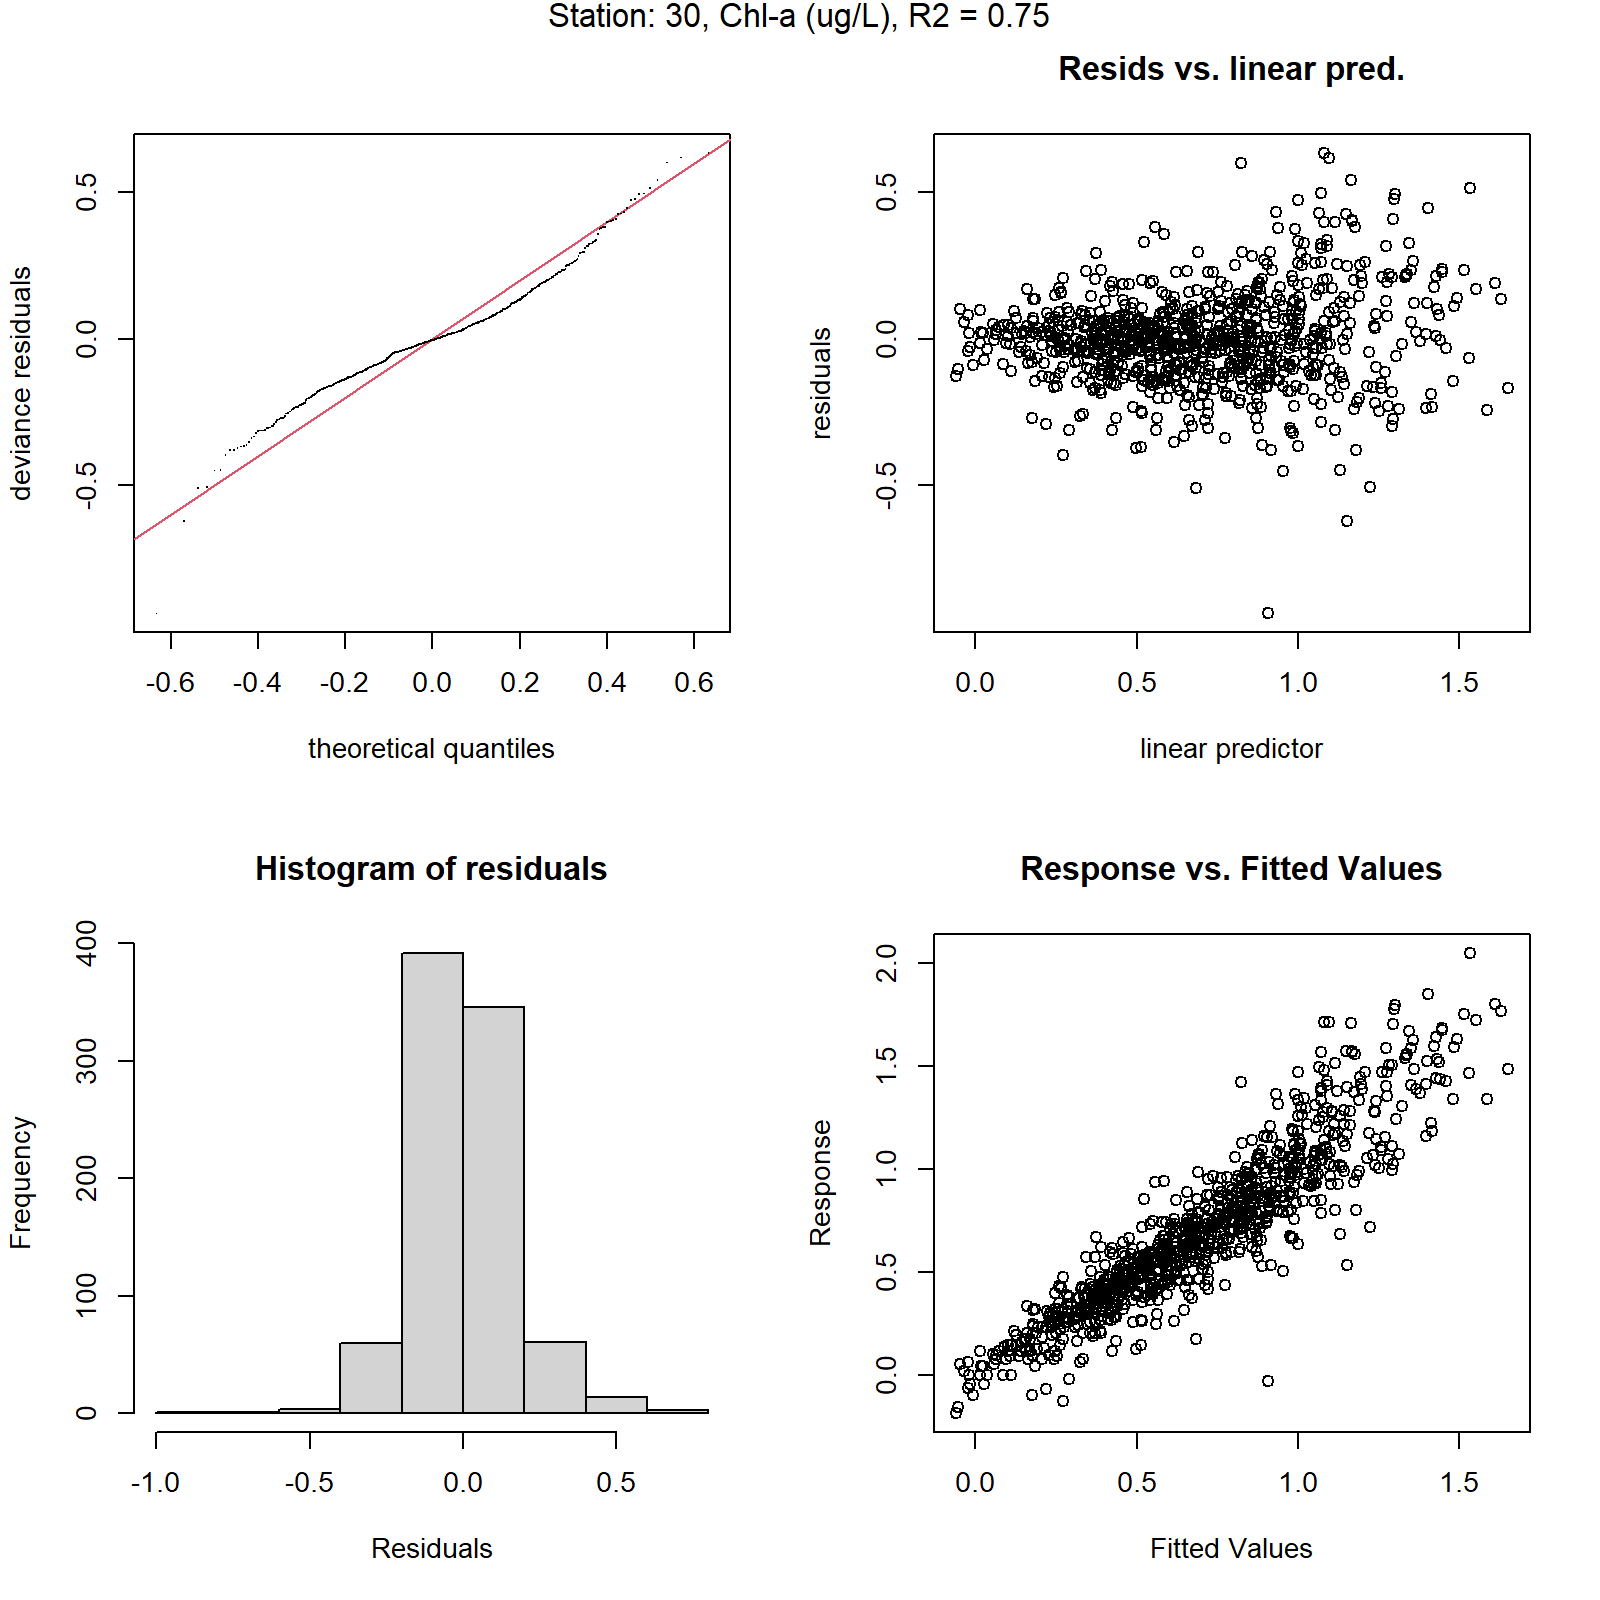 Station: 30, Chl-a (ug/L), R2 = 0.75
deviance residuals
0.5
0.0
-0.5
-0.6 -0.4 -0.2 0.0 0.2 0.4 0.6
theoretical quantiles
Resids vs. linear pred.
residuals
0.5
0.0
-0.5
0.0 0.5 1.0 1.5
linear predictor
Histogram of residuals
Frequency
400
300
200
100
0
-1.0 -0.5 0.0 0.5
Residuals
Response vs. Fitted Values
Response
2.0
1.5
1.0
0.5
0.0
0.0 0.5 1.0 1.5
Fitted Values